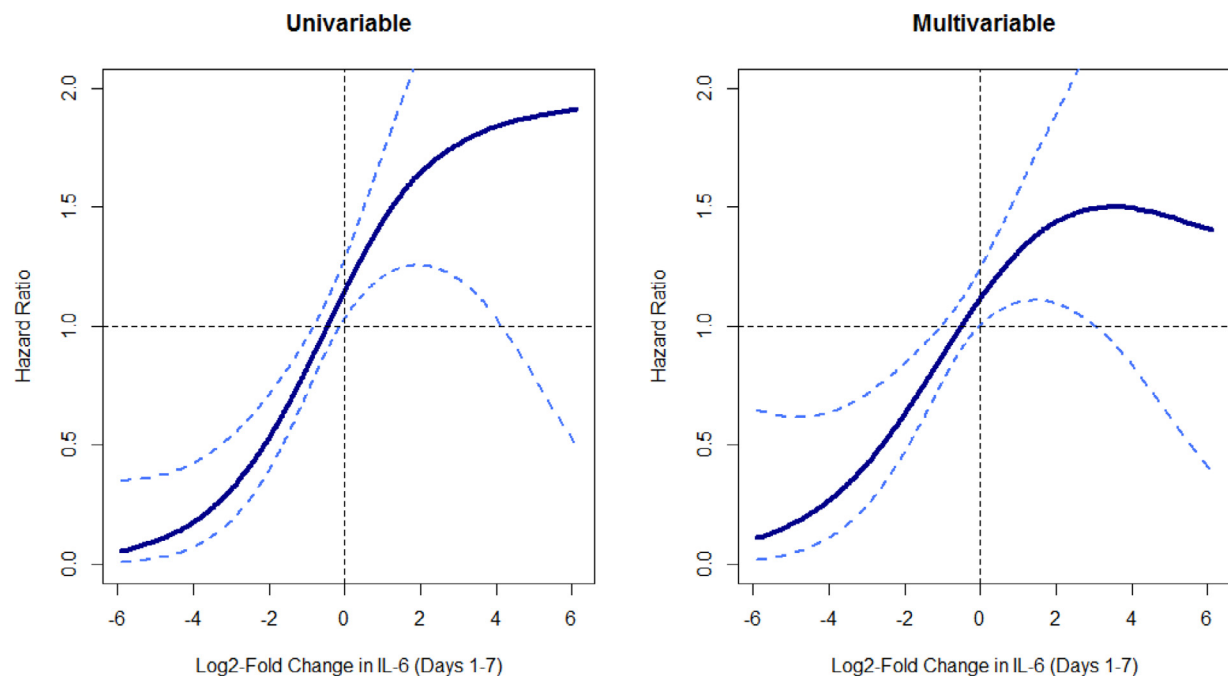 Univariable
Hazard Ratio
2.0
1.5
1.0
0.5
0.0
-6 -4 -2 0 2 4 6
Log2-Fold Change in IL-6 (Days 1-7)
Multivariable
Hazard Ratio
2.0
1.5
1.0
0.5
0.0
-6 -4 -2 0 2 4 6
Log2-Fold Change in IL-6 (Days 1-7)